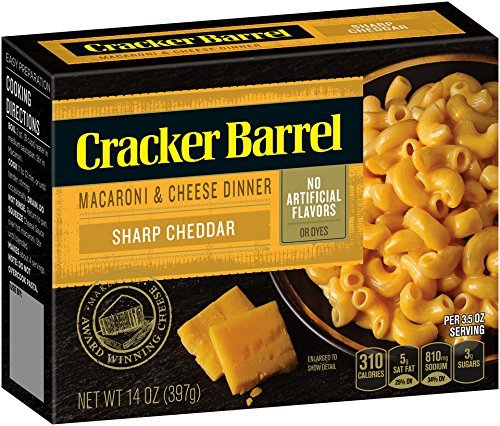 SHARP
CHEDDAR
MACARONI & CHEESE DINNER
Cracker Barrel
MACARONI & CHEESE DINNER
SHARP CHEDDAR
NO
ARTIFICIAL
FLAVORS
OR DYES
AWARD WINNING CHEESE
ENLARGED TO
SHOW DETAIL
PER 3.5 OZ
SERVING
310
CALORIES
5g
SAT FAT
25% DV
810mg
SODIUM
34% DV
3g
SUGARS
NET WT 14 OZ (397g)
EASY PREPARATION
COOKING
DIRECTIONS